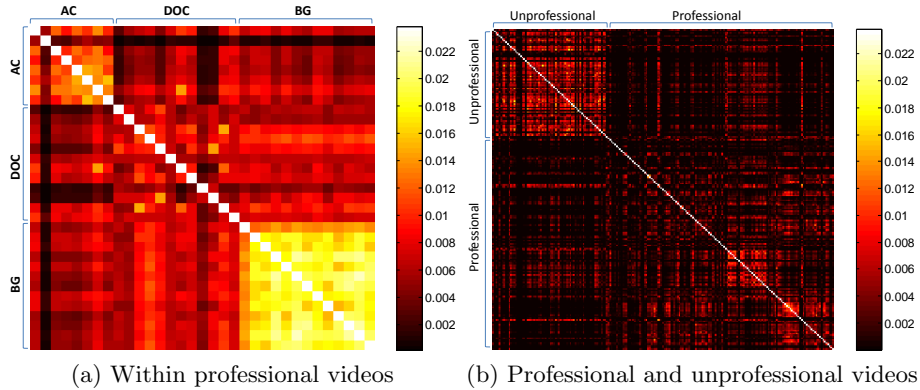 AC DOC BG
AC
DOC
BG
0.022
0.02
0.018
0.016
0.014
0.012
0.01
0.008
0.006
0.004
0.002
(a) Within professional videos
Unprofessional Professional
Unprofessional
Professional
0.022
0.02
0.018
0.016
0.014
0.012
0.01
0.008
0.006
0.004
0.002
(b) Professional and unprofessional videos